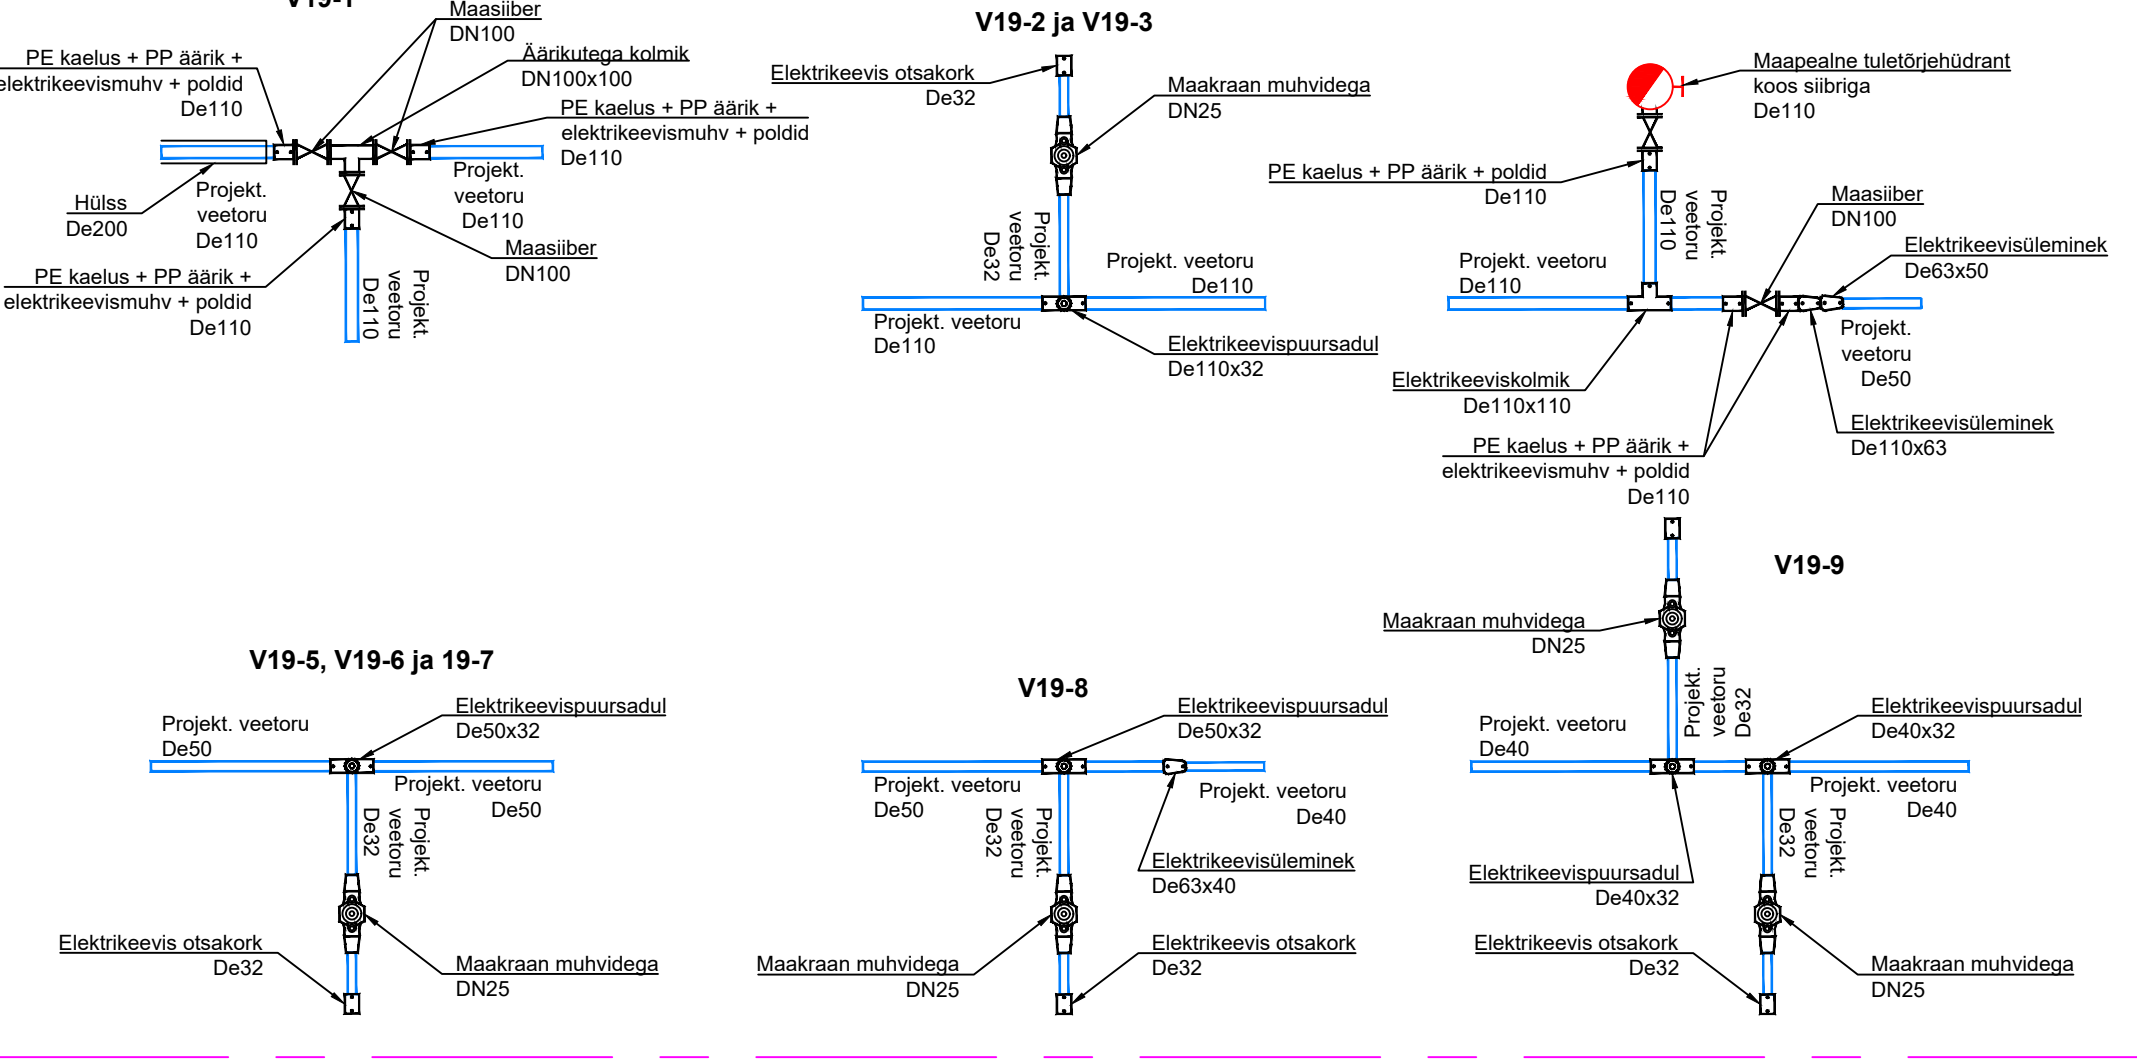 V19-1
Maasiiber
DN100
PE kaelus + PP äärik +
elektrikeevismuhv + poldid
De110
Äärikutega kolmik
DN100x100
PE kaelus + PP äärik +
elektrikeevismuhv + poldid
De110
Hülss
De200
Projekt.
veetoru
De110
Projekt.
veetoru
De110
Maasiiber
DN100
PE kaelus + PP äärik +
elektrikeevismuhv + poldid
De110
Projekt.
veetoru
De110
V19-2 ja V19-3
Elektrikeevis otsakork
De32
Maakraan muhvidega
DN25
Projekt.
veetoru
De32
Projekt. veetoru
De110
Projekt. veetoru
De110
Elektrikeevispuursadul
De110x32
Maapealne tuletõrjehüdrant
koos siibriga
De110
PE kaelus + PP äärik + poldid
De110
Projekt.
veetoru
De110
Maasiiber
DN100
Elektrikeevisüleminek
De63x50
Projekt. veetoru
De110
Projekt.
veetoru
De50
Elektrikeeviskolmik
De110x110
Elektrikeevisüleminek
De110x63
PE kaelus + PP äärik +
elektrikeevismuhv + poldid
De110
V19-5, V19-6 ja 19-7
Projekt. veetoru
De50
Elektrikeevispuursadul
De50x32
Projekt. veetoru
De50
Projekt.
veetoru
De32
Elektrikeevis otsakork
De32
Maakraan muhvidega
DN25
V19-8
Elektrikeevispuursadul
De50x32
Projekt. veetoru
De50
Projekt. veetoru
De40
Projekt.
veetoru
De32
Elektrikeevisüleminek
De63x40
Maakraan muhvidega
DN25
Elektrikeevis otsakork
De32
V19-9
Maakraan muhvidega
DN25
Projekt.
veetoru
De32
Projekt. veetoru
De40
Elektrikeevispuursadul
De40x32
Projekt. veetoru
De40
Projekt.
veetoru
De32
Elektrikeevispuursadul
De40x32
Elektrikeevis otsakork
De32
Maakraan muhvidega
DN25